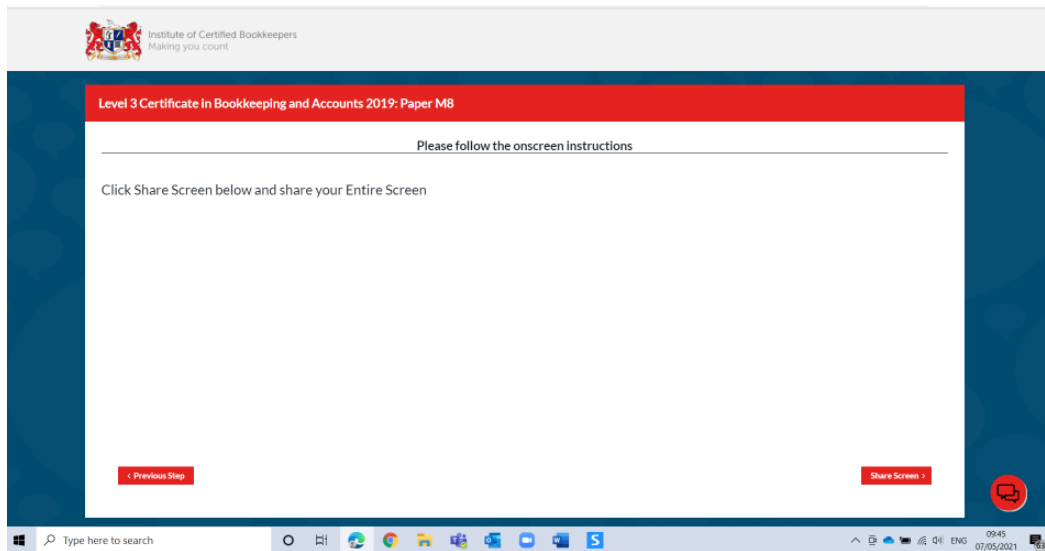 Institute of Certified Bookkeepers
Making you count
Level 3 Certificate in Bookkeeping and Accounts 2019: Paper M8
Please follow the onscreen instructions
Click Share Screen below and share your Entire Screen
< Previous Step
Share Screen >
Type here to search
S
ENG
09:45
07/05/2021
63